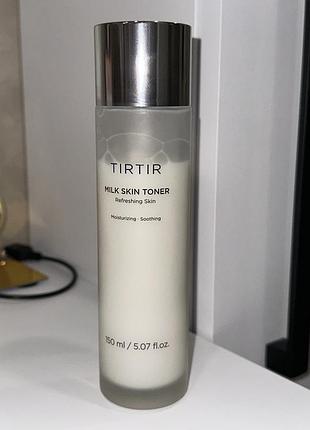 TIRTIR
MILK SKIN TONER
Refreshing Skin
Moisturizing · Soothing
150 ml / 5.07 fl.oz.